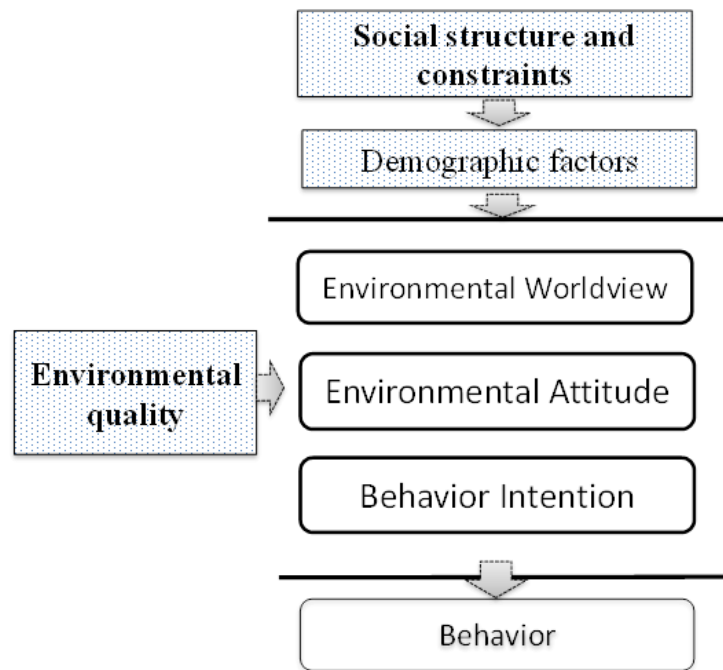 Social structure and
constraints
Demographic factors
Environmental Worldview
Environmental
quality
Environmental Attitude
Behavior Intention
Behavior